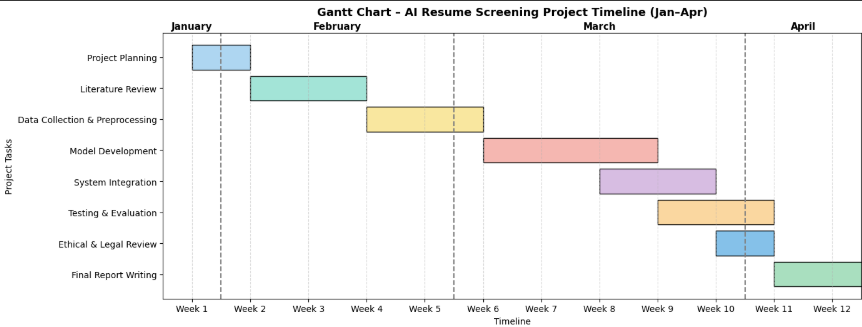 Gantt Chart – AI Resume Screening Project Timeline (Jan–Apr)
January February March April
Project Planning
Literature Review
Data Collection & Preprocessing
Model Development
System Integration
Testing & Evaluation
Ethical & Legal Review
Final Report Writing
Project Tasks
Week 1 Week 2 Week 3 Week 4 Week 5 Week 6 Week 7 Week 8 Week 9 Week 10 Week 11 Week 12
Timeline